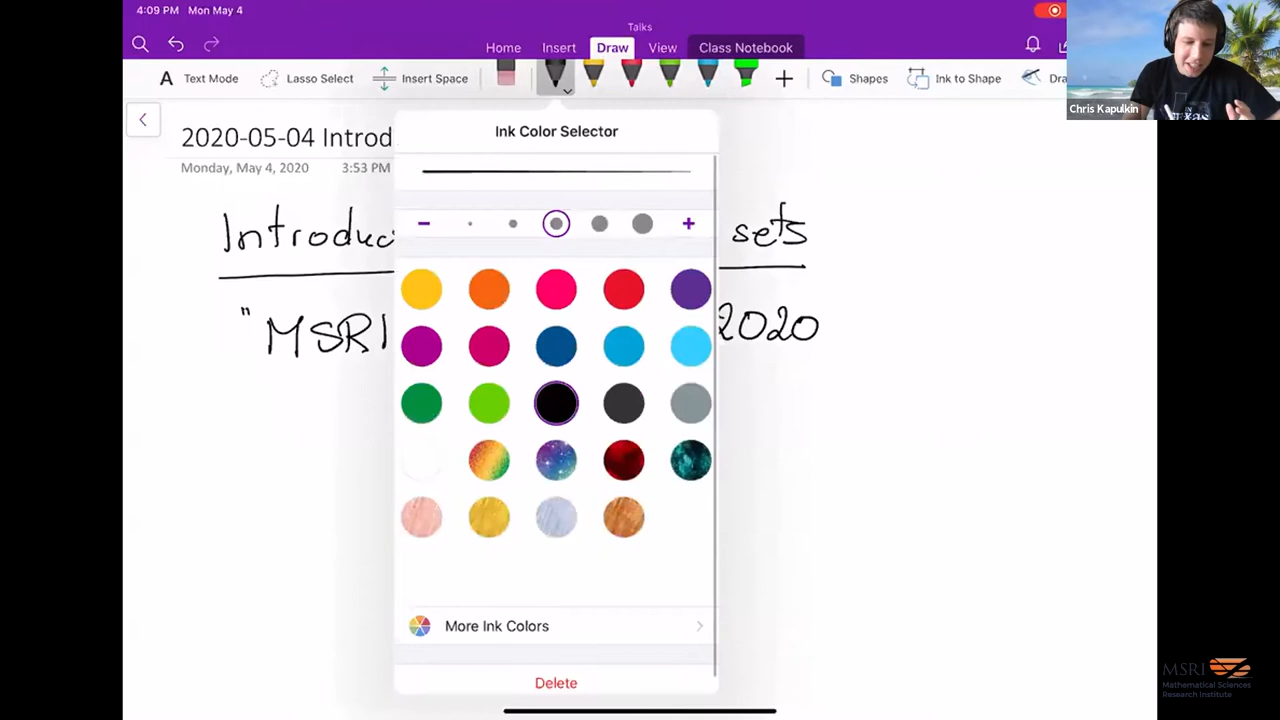 4:09 PM Mon May 4
Talks
Home Insert Draw View Class Notebook
A Text Mode Lasso Select Insert Space Shapes Ink to Shape Dra
Chris Kapulkin
Ink Color Selector
2020-05-04 Introd
Monday, May 4, 2020 3:53 PM
Introduc sets
" MSRI 2020
More Ink Colors
Delete
MSRI
Mathematical Sciences
Research Institute